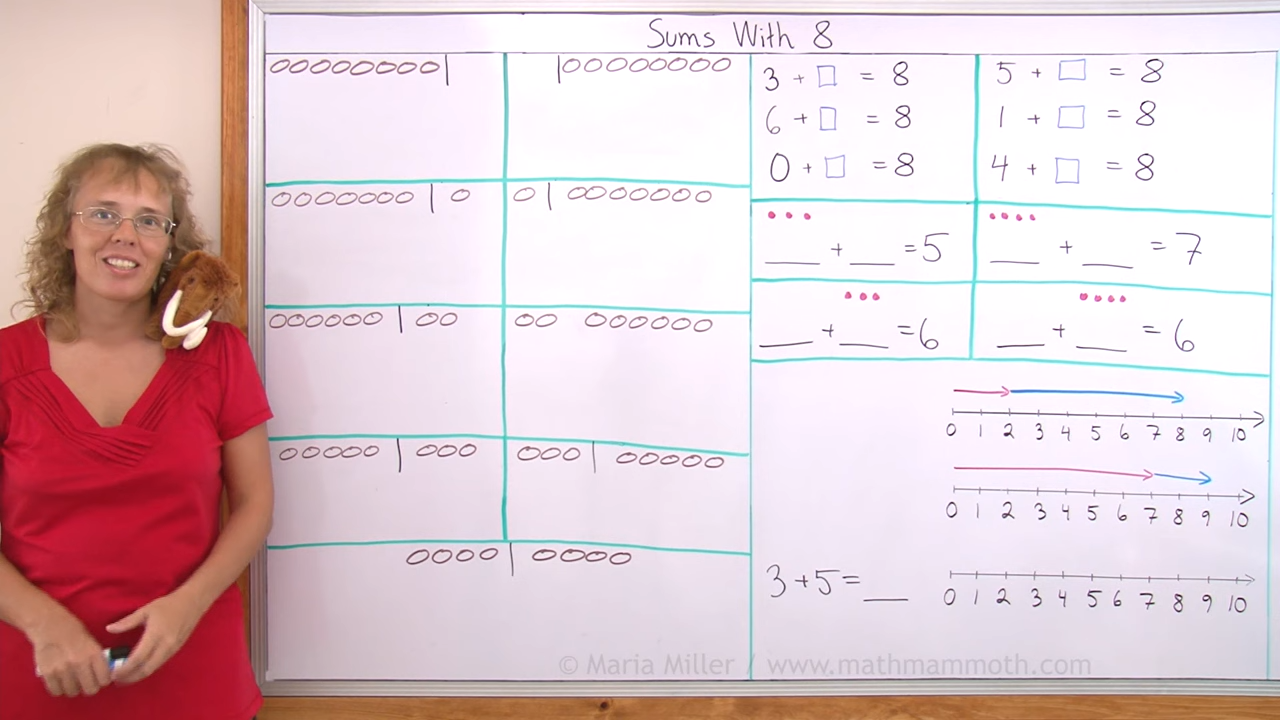 Sums With 8
3 + □ = 8
6 + □ = 8
0 + □ = 8
5 + □ = 8
1 + □ = 8
4 + □ = 8
___ + ___ = 5
___ + ___ = 7
___ + ___ = 6
___ + ___ = 6
0 1 2 3 4 5 6 7 8 9 10
0 1 2 3 4 5 6 7 8 9 10
3 + 5 = ___
0 1 2 3 4 5 6 7 8 9 10
© Maria Miller / www.mathmammoth.com